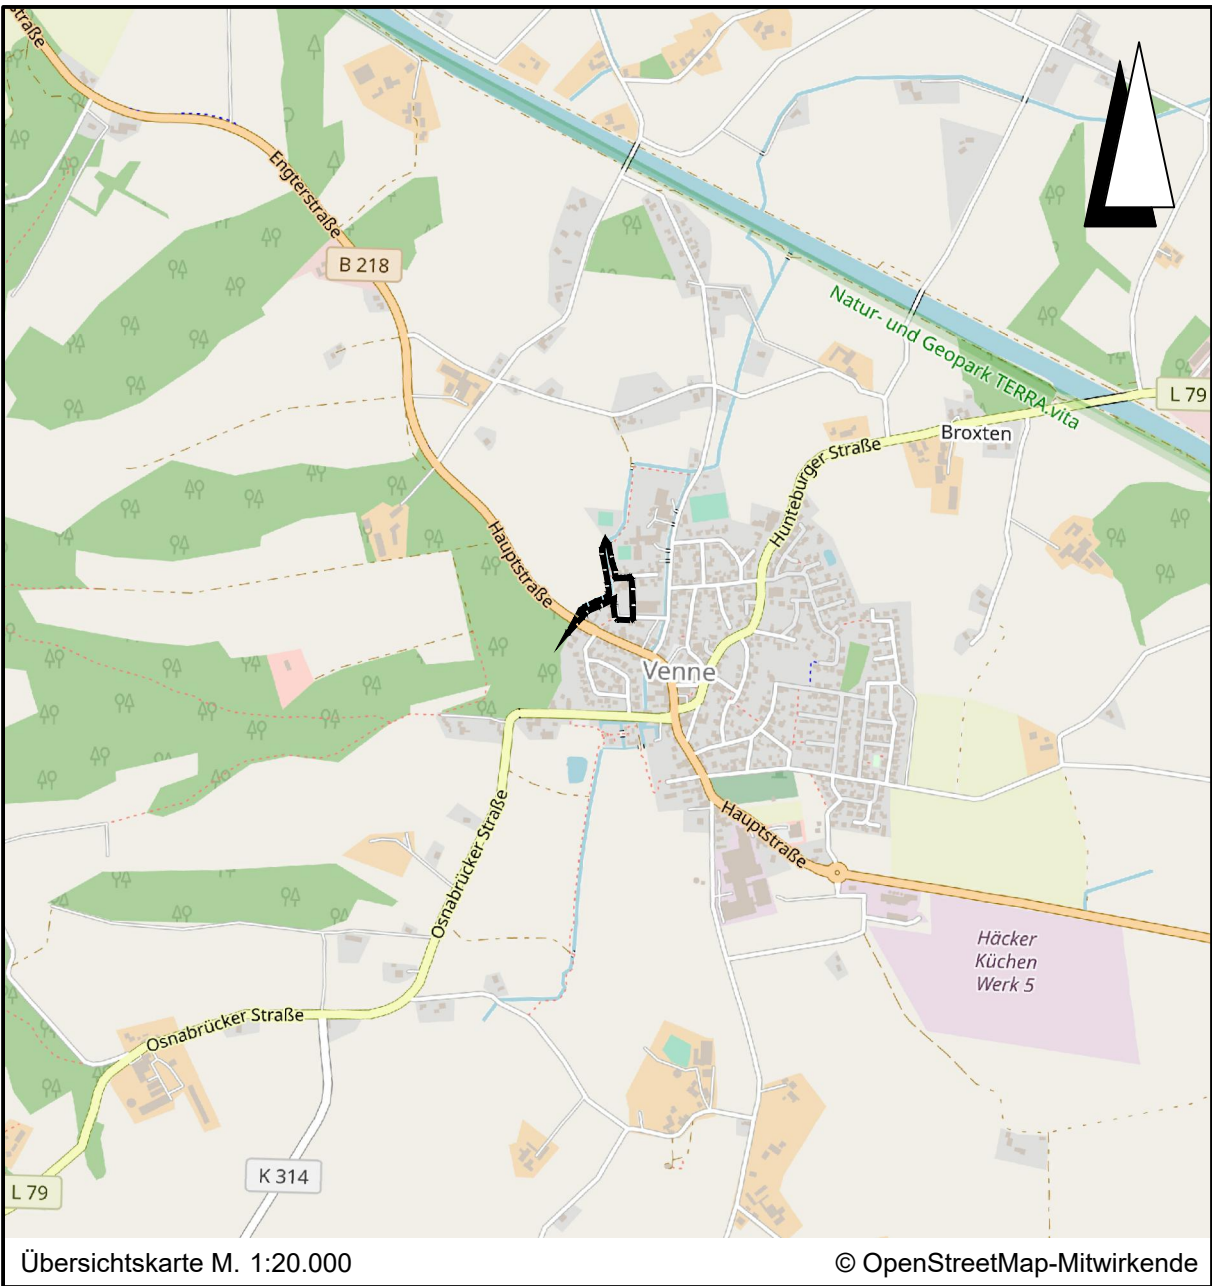 straße
Engterstraße
B 218
Natur- und Geopark TERRA.vita
L 79
Broxten
Hunteburger Straße
Hauptstraße
Venne
Osnabrücker Straße
Hauptstraße
Häcker
Küchen
Werk 5
Osnabrücker Straße
K 314
L 79
Übersichtskarte M. 1:20.000
© OpenStreetMap-Mitwirkende